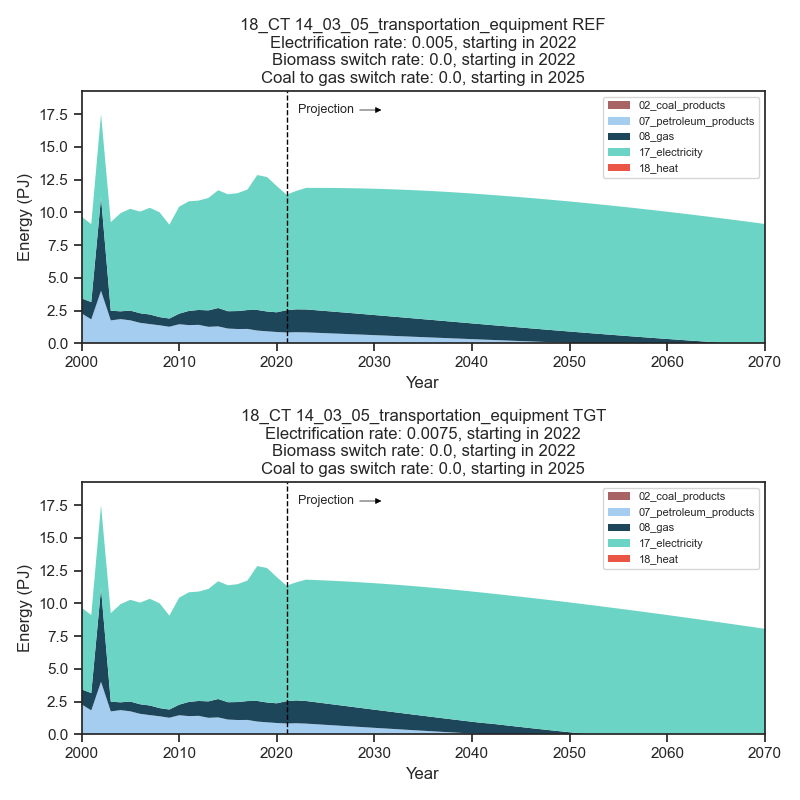 18_CT 14_03_05_transportation_equipment REF
Electrification rate: 0.005, starting in 2022
Biomass switch rate: 0.0, starting in 2022
Coal to gas switch rate: 0.0, starting in 2025
Projection
02_coal_products
07_petroleum_products
08_gas
17_electricity
18_heat
17.5
15.0
12.5
10.0
7.5
5.0
2.5
0.0
Energy (PJ)
2000 2010 2020 2030 2040 2050 2060 2070
Year
18_CT 14_03_05_transportation_equipment TGT
Electrification rate: 0.0075, starting in 2022
Biomass switch rate: 0.0, starting in 2022
Coal to gas switch rate: 0.0, starting in 2025
Projection
02_coal_products
07_petroleum_products
08_gas
17_electricity
18_heat
17.5
15.0
12.5
10.0
7.5
5.0
2.5
0.0
Energy (PJ)
2000 2010 2020 2030 2040 2050 2060 2070
Year